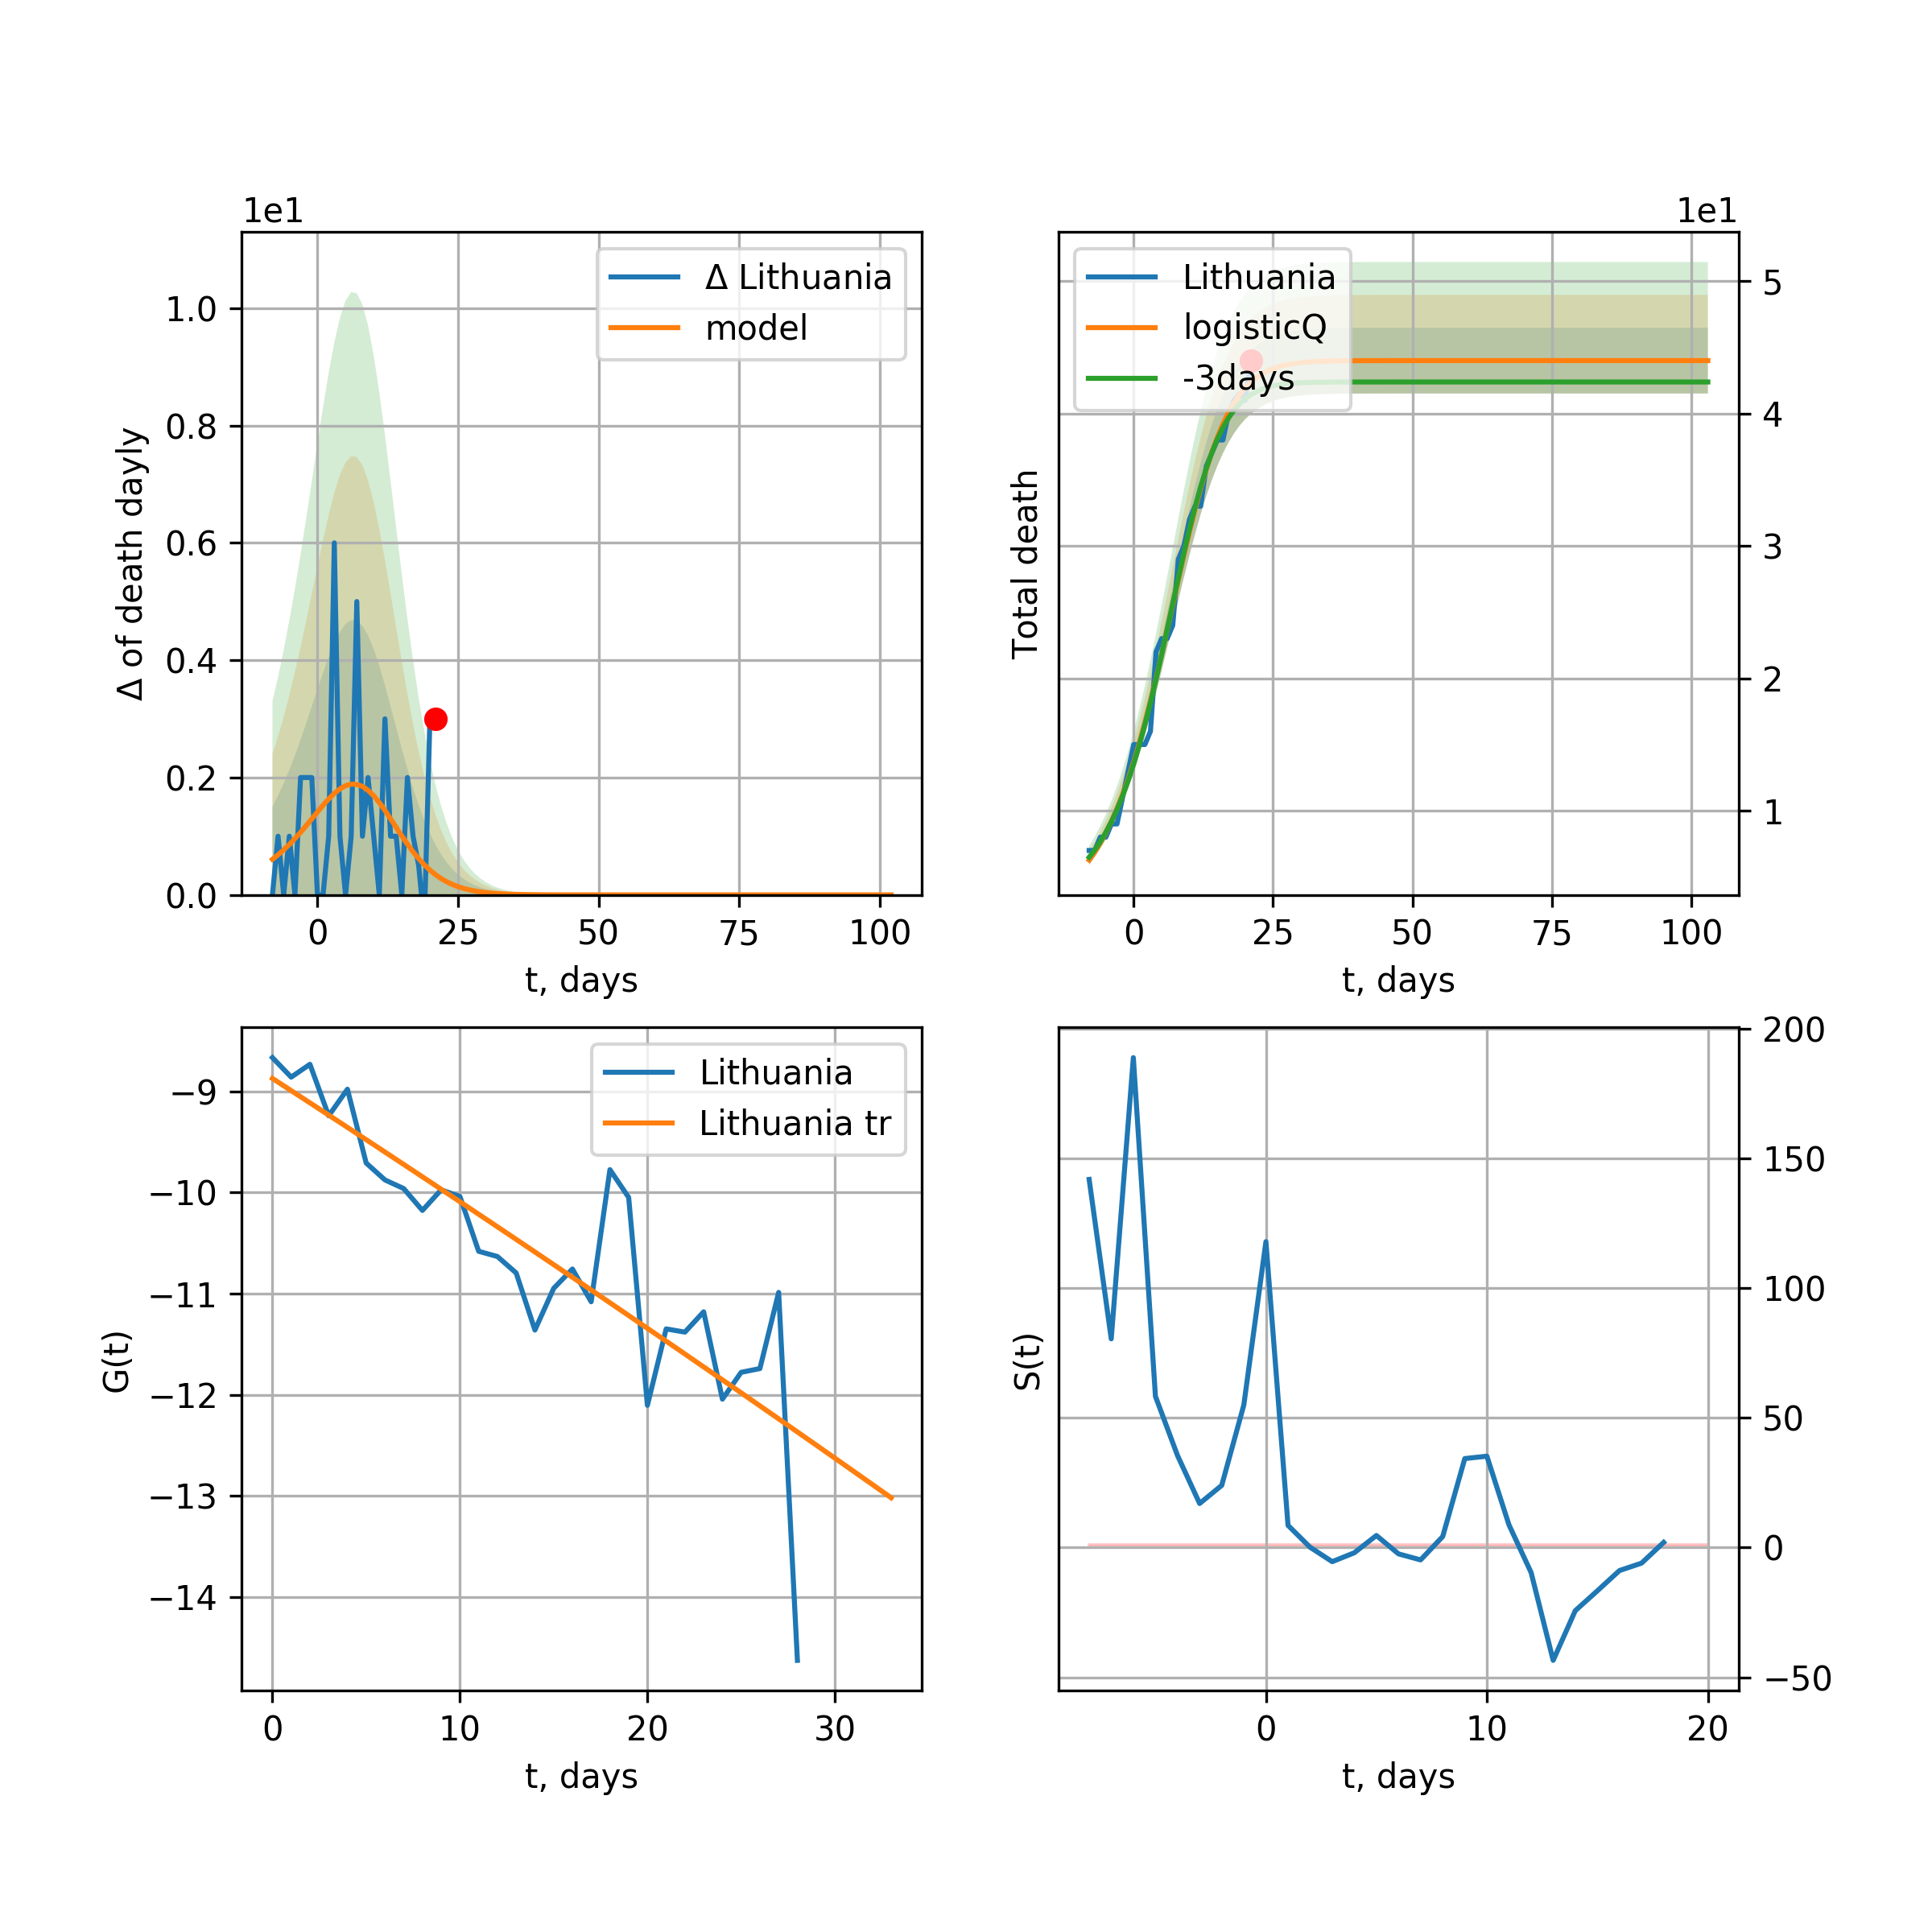 1e1
Δ of death dayly
1.0
0.8
0.6
0.4
0.2
0.0
Δ Lithuania
model
0 25 50 75 100
t, days
1e1
Total death
Lithuania
logisticQ
-3days
5
4
3
2
1
0 25 50 75 100
t, days
G(t)
−9
−10
−11
−12
−13
−14
Lithuania
Lithuania tr
0 10 20 30
t, days
S(t)
200
150
100
50
0
−50
0 10 20
t, days